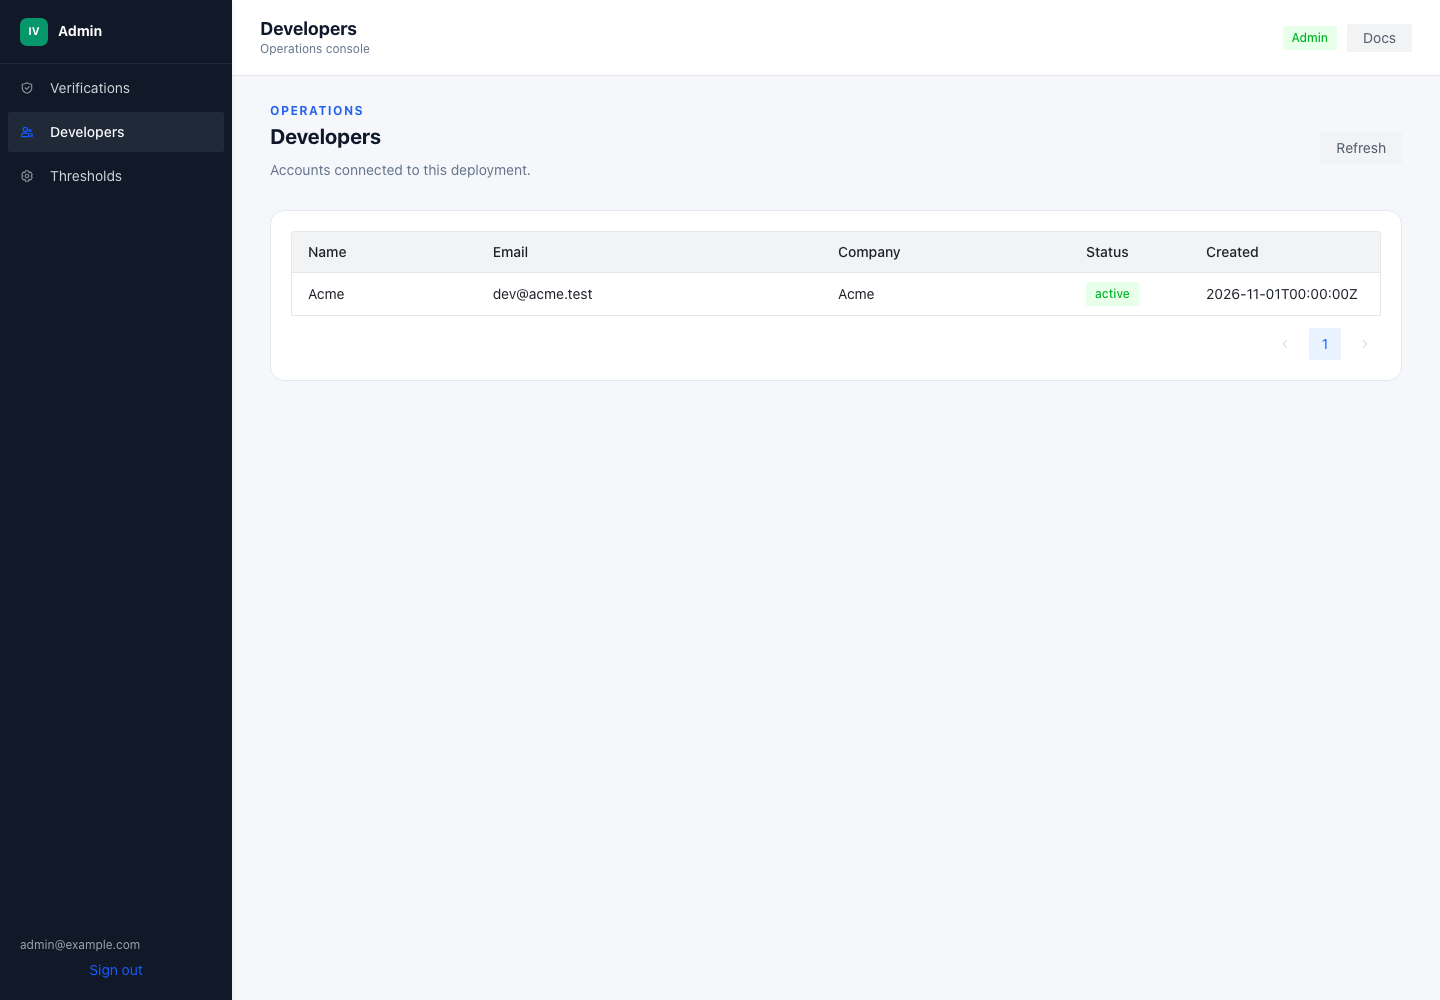 IV Admin
Verifications
Developers
Thresholds
admin@example.com
Sign out
Developers
Operations console
Admin Docs
OPERATIONS
Developers
Accounts connected to this deployment.
Refresh
Name Email Company Status Created
Acme dev@acme.test Acme active 2026-11-01T00:00:00Z
1